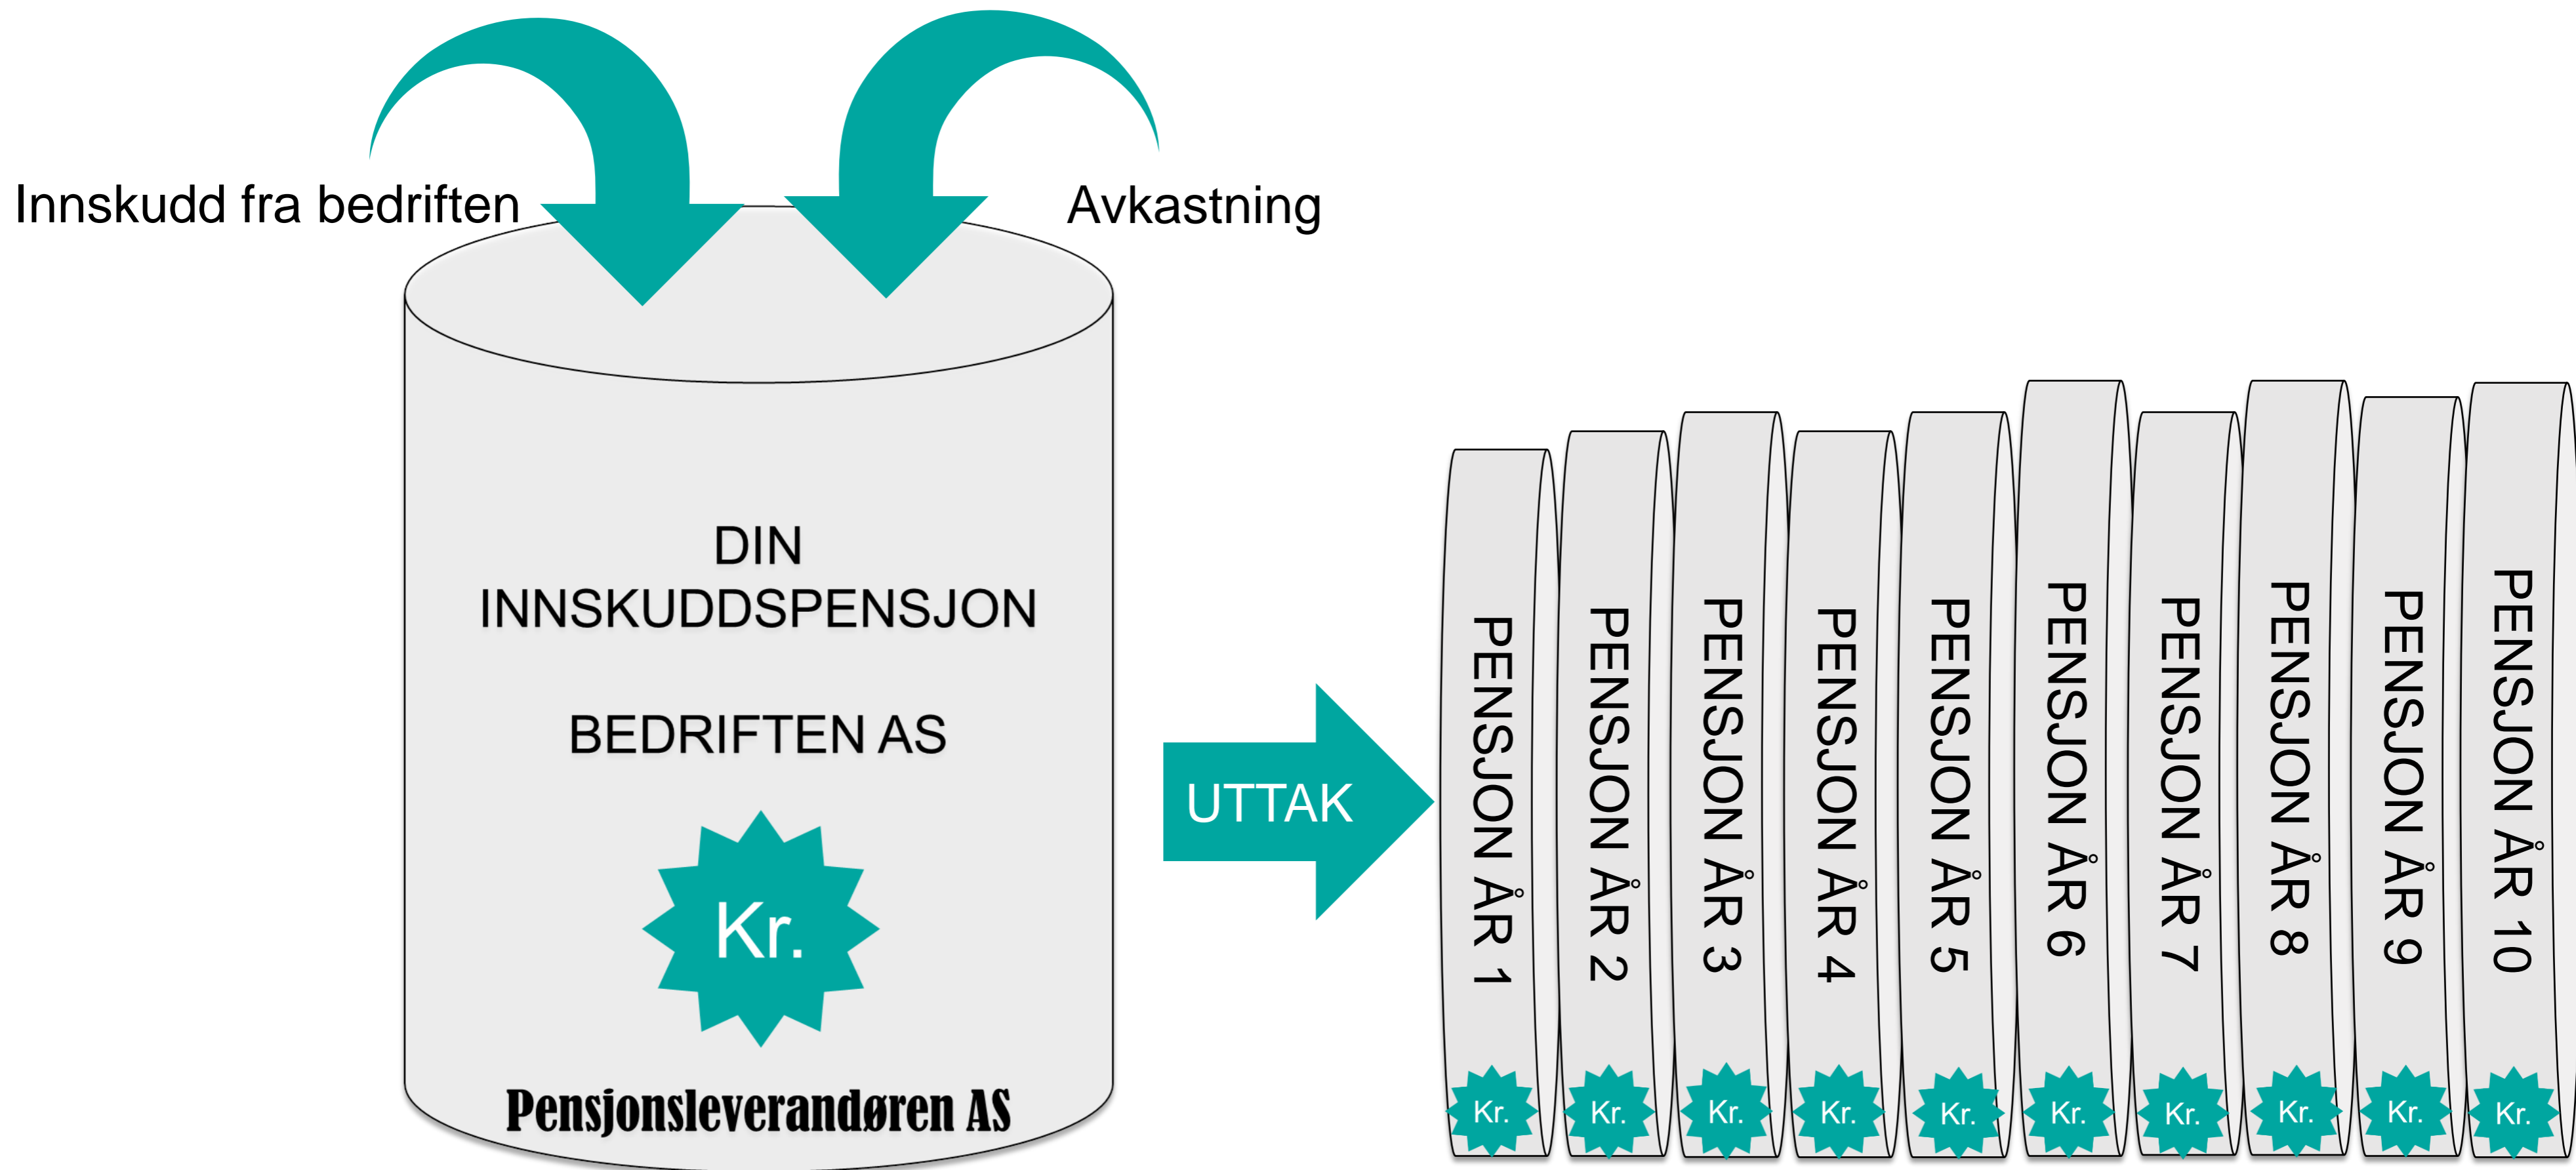 Innskudd fra bedriften
Avkastning
DIN
INNSKUDDSPENSJON
BEDRIFTEN AS
Kr.
Pensjonsleverandøren AS
UTTAK
PENSJON ÅR 1
PENSJON ÅR 2
PENSJON ÅR 3
PENSJON ÅR 4
PENSJON ÅR 5
PENSJON ÅR 6
PENSJON ÅR 7
PENSJON ÅR 8
PENSJON ÅR 9
PENSJON ÅR 10
Kr.
Kr.
Kr.
Kr.
Kr.
Kr.
Kr.
Kr.
Kr.
Kr.